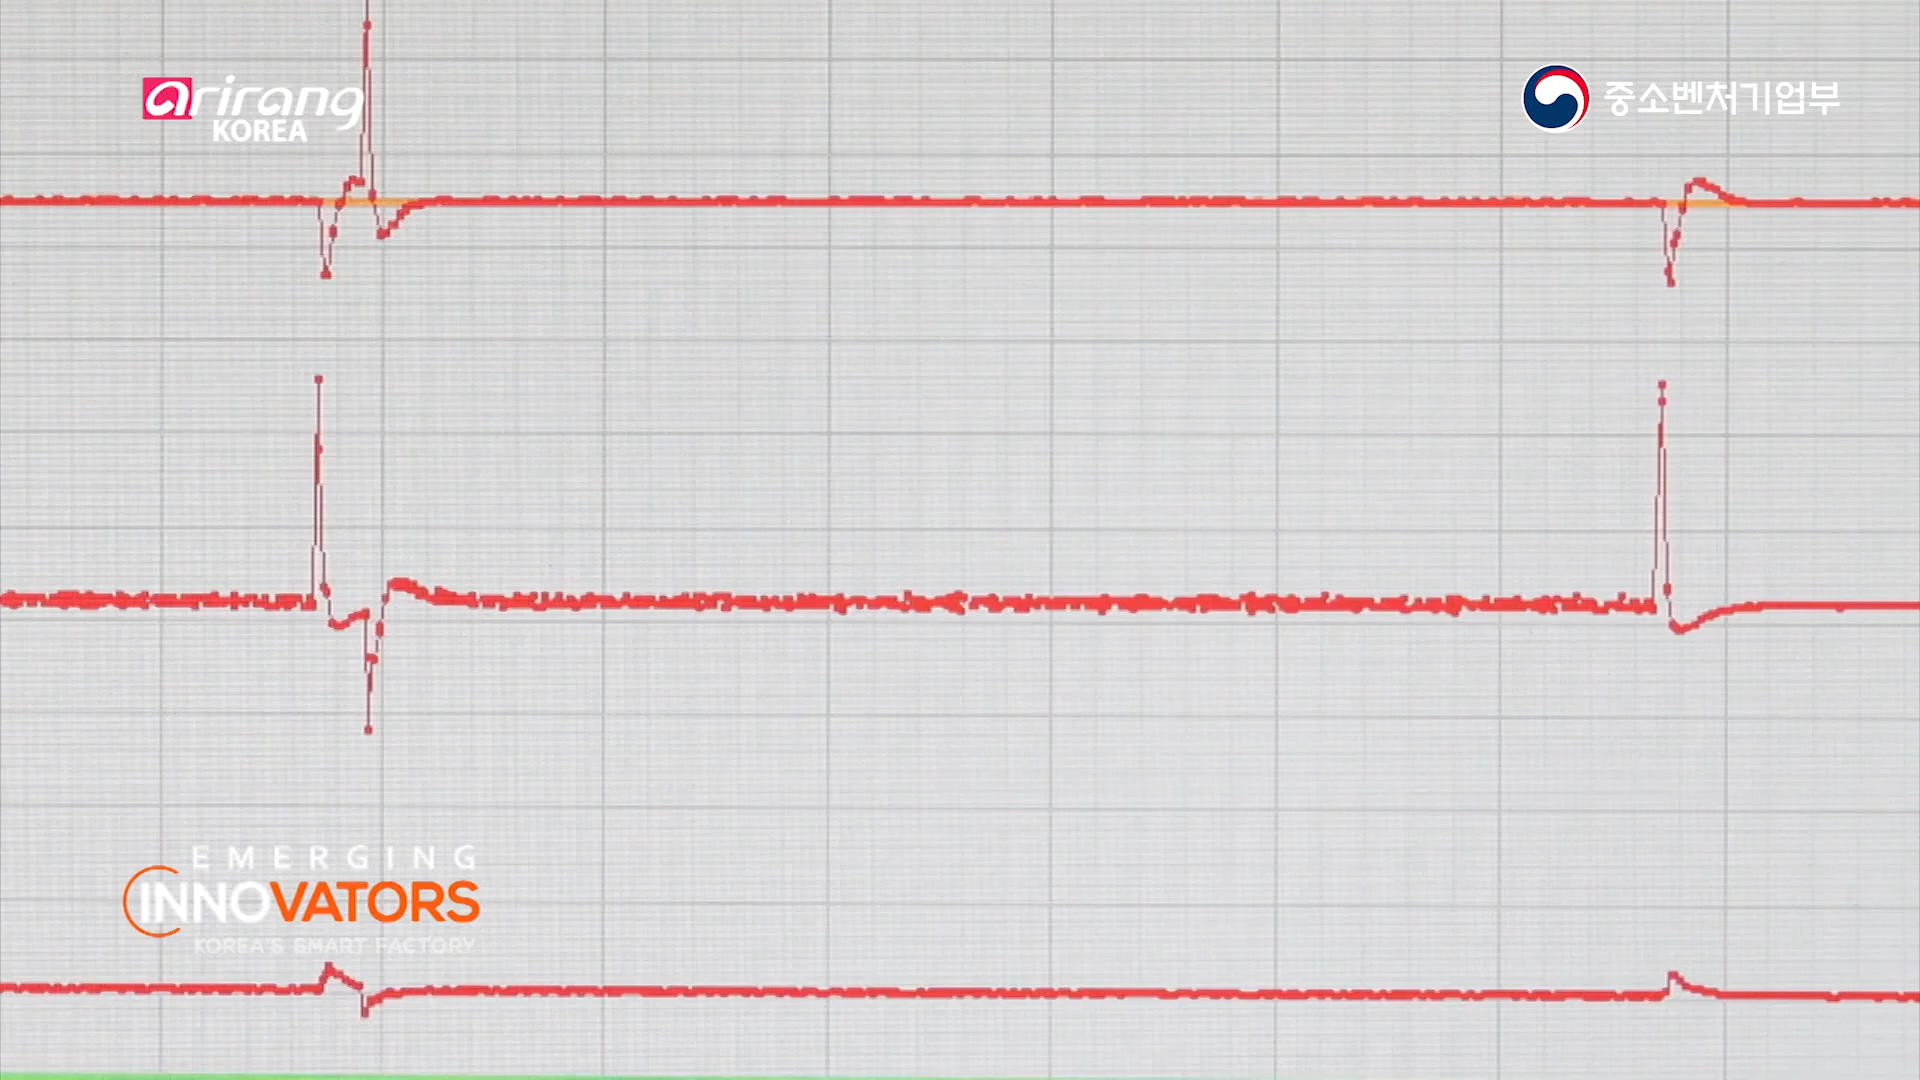 arirang
KOREA
중소벤처기업부
EMERGING
INNOVATORS
KOREA'S SMART FACTORY